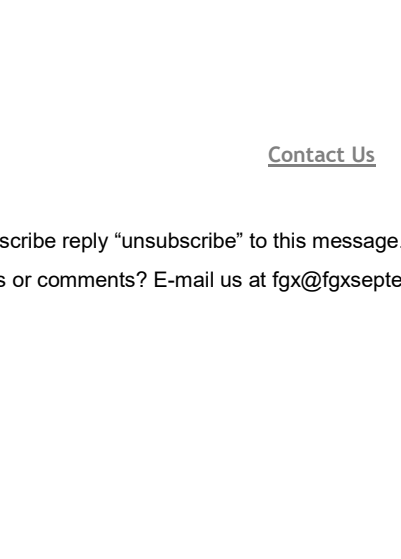 Contact Us
scribe reply “unsubscribe” to this message.
s or comments? E-mail us at fgx@fgxsepte